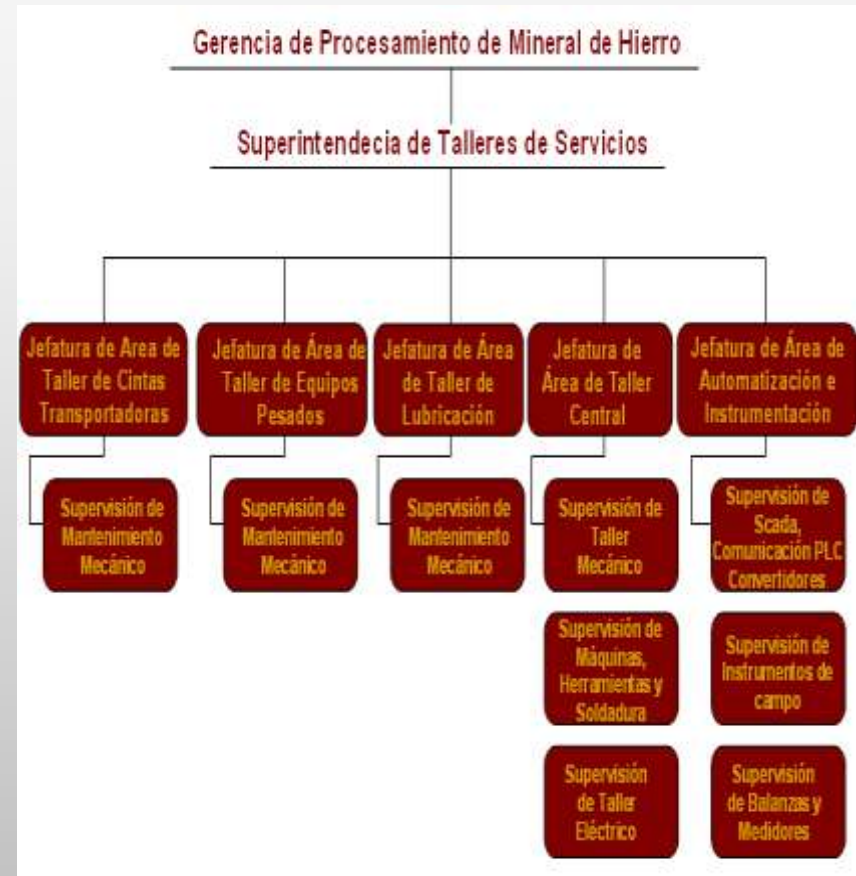 Gerencia de Procesamiento de Mineral de Hierro
Superintendecia de Talleres de Servicios
Jefatura de Area de
Taller de Cintas
Transportadoras
Jefatura de Área de
Taller de Equipos
Pesados
Jefatura de Área
de Taller de
Lubricación
Jefatura de
Área de Taller
Central
Jefatura de Área de
Automatización e
Instrumentación
Supervisión de
Mantenimiento
Mecánico
Supervisión de
Mantenimiento
Mecánico
Supervisión de
Mantenimiento
Mecánico
Supervisión de
Taller
Mecánico
Supervisión de
Scada,
Comunicación PLC
Convertidores
Supervisión de
Máquinas,
Herramientas y
Soldadura
Supervisión de
Instrumentos de
campo
Supervisión
de Taller
Eléctrico
Supervisión
de Balanzas y
Medidores